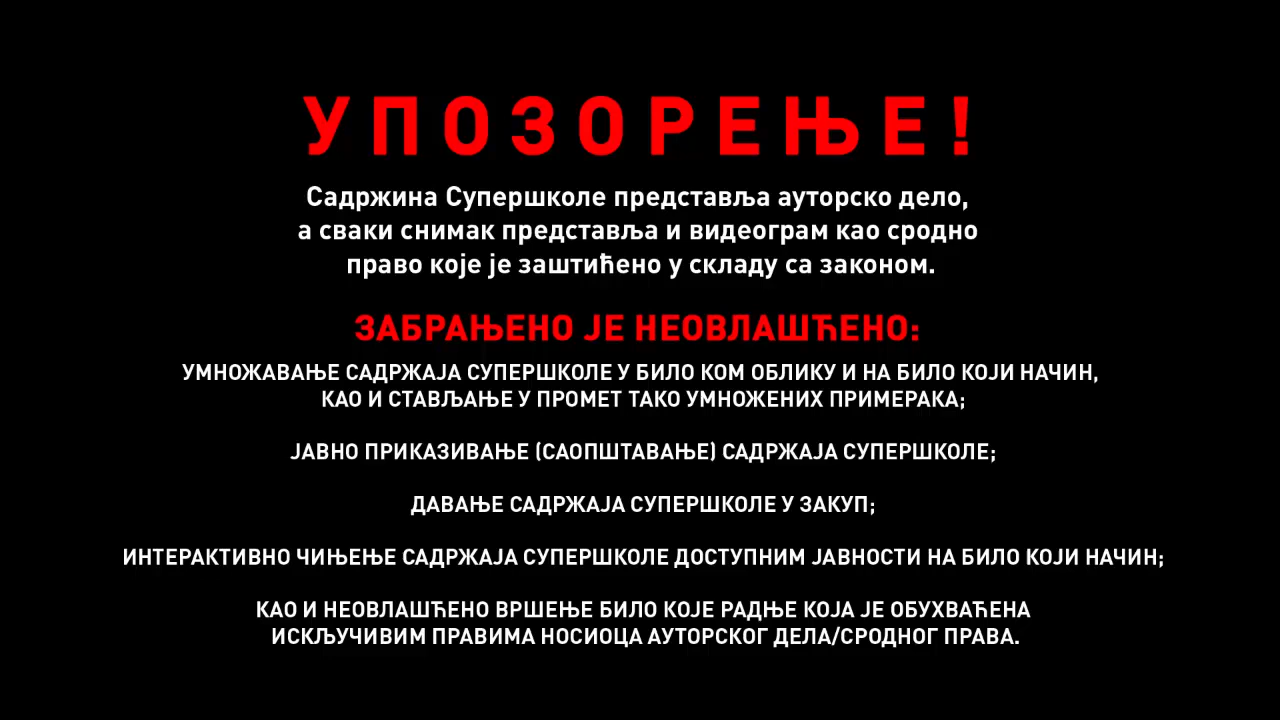 УПОЗОРЕЊЕ!
Садржина Супершколе представља ауторско дело,
а сваки снимак представља и видеограм као сродно
право које је заштићено у складу са законом.
ЗАБРАЊЕНО ЈЕ НЕОВЛАШЋЕНО:
УМНОЖАВАЊЕ САДРЖАЈА СУПЕРШКОЛЕ У БИЛО КОМ ОБЛИКУ И НА БИЛО КОЈИ НАЧИН,
КАО И СТАВЉАЊЕ У ПРОМЕТ ТАКО УМНОЖЕНИХ ПРИМЕРАКА;
ЈАВНО ПРИКАЗИВАЊЕ (САОПШТАВАЊЕ) САДРЖАЈА СУПЕРШКОЛЕ;
ДАВАЊЕ САДРЖАЈА СУПЕРШКОЛЕ У ЗАКУП;
ИНТЕРАКТИВНО ЧИЊЕЊЕ САДРЖАЈА СУПЕРШКОЛЕ ДОСТУПНИМ ЈАВНОСТИ НА БИЛО КОЈИ НАЧИН;
КАО И НЕОВЛАШЋЕНО ВРШЕЊЕ БИЛО КОЈЕ РАДЊЕ КОЈА ЈЕ ОБУХВАЋЕНА
ИСКЉУЧИВИМ ПРАВИМА НОСИОЦА АУТОРСКОГ ДЕЛА/СРОДНОГ ПРАВА.